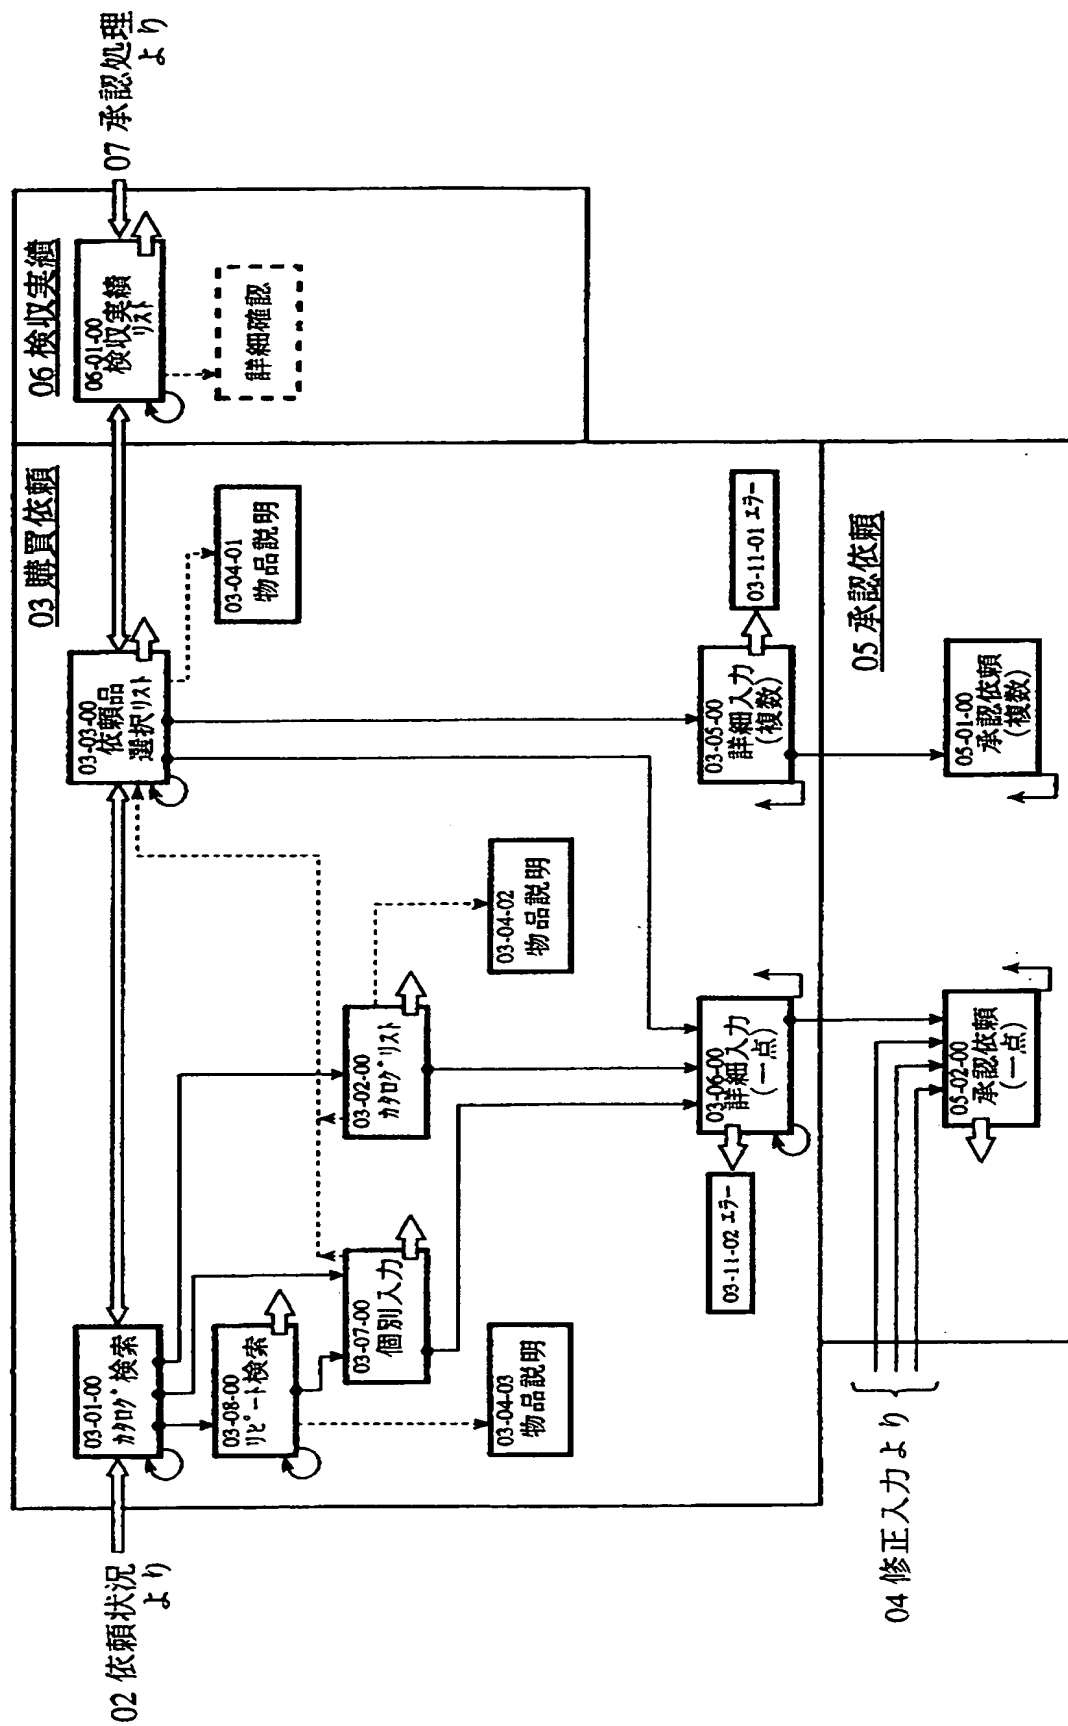 02 依頼状況
より
03 購買依頼
03-01-00
カタログ検索
03-08-00
リピート検索
03-07-00
個別入力
03-04-03
物品説明
03-02-00
カタログリスト
03-04-02
物品説明
03-03-00
依頼品
選択リスト
03-04-01
物品説明
03-11-02 エラー
03-06-00
詳細入力
(一点)
03-05-00
詳細入力
(複数)
03-11-01 エラー
06 検収実績
06-01-00
検収実績
リスト
詳細確認
07 承認処理
より
04 修正入力より
05 承認依頼
05-02-00
承認依頼
(一点)
05-01-00
承認依頼
(複数)